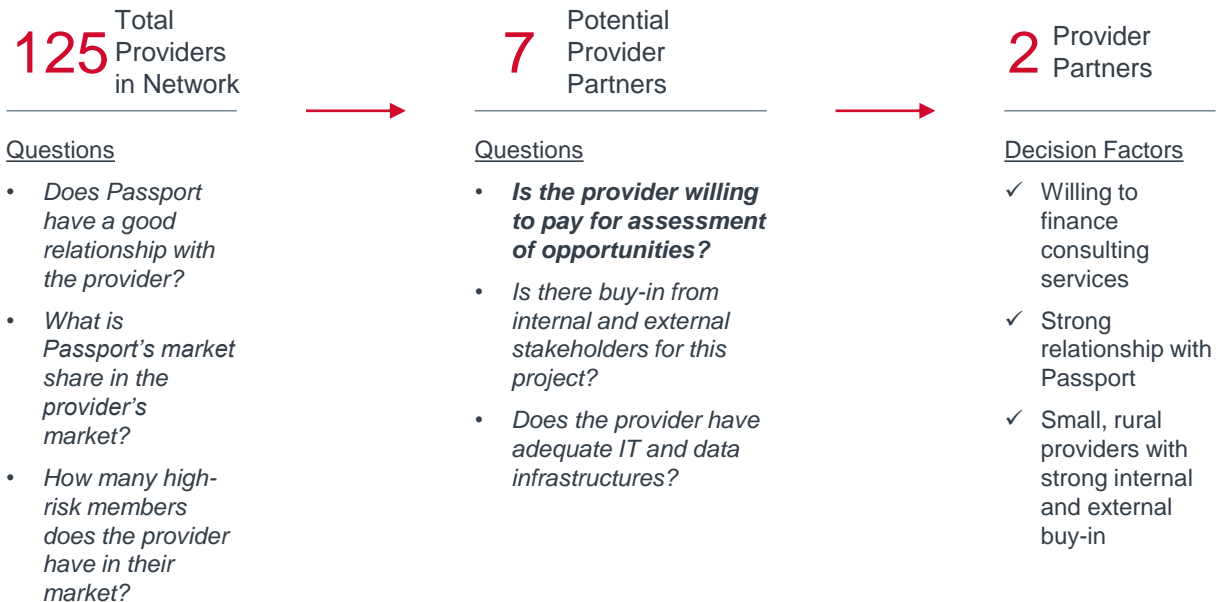 125
Total
Providers
in Network
Questions
• Does Passport
have a good
relationship with
the provider?
• What is
Passport’s market
share in the
provider’s
market?
• How many high-
risk members
does the provider
have in their
market?
7
Potential
Provider
Partners
Questions
• Is the provider willing
to pay for assessment
of opportunities?
• Is there buy-in from
internal and external
stakeholders for this
project?
• Does the provider have
adequate IT and data
infrastructures?
2
Provider
Partners
Decision Factors
✓ Willing to
finance
consulting
services
✓ Strong
relationship with
Passport
✓ Small, rural
providers with
strong internal
and external
buy-in